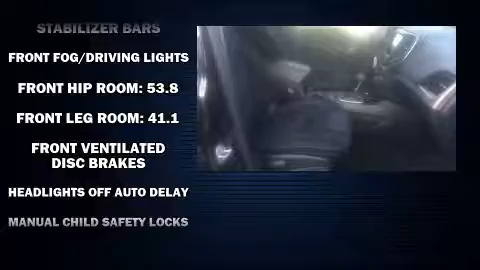 STABILIZER BARS
FRONT FOG/DRIVING LIGHTS
FRONT HIP ROOM: 53.8
FRONT LEG ROOM: 41.1
FRONT VENTILATED
DISC BRAKES
HEADLIGHTS OFF AUTO DELAY
MANUAL CHILD SAFETY LOCKS